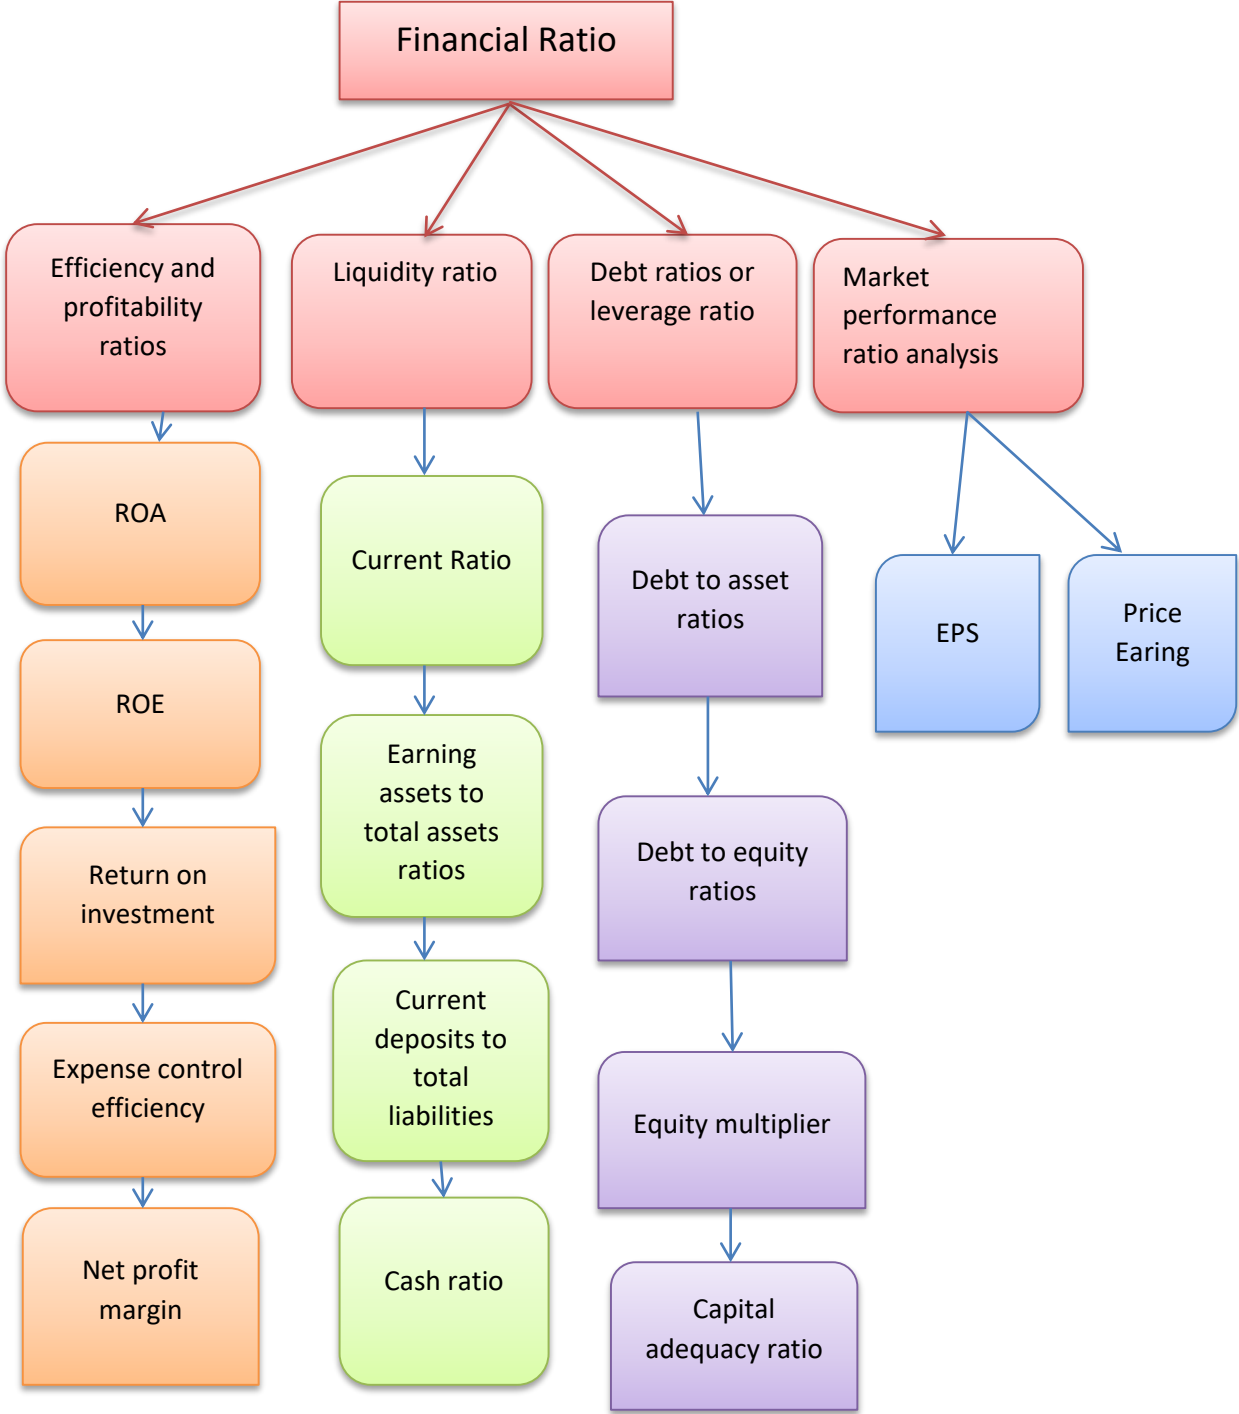 Financial Ratio
Efficiency and
profitability
ratios
Liquidity ratio
Debt ratios or
leverage ratio
Market
performance
ratio analysis
ROA
ROE
Return on
investment
Expense control
efficiency
Net profit
margin
Current Ratio
Earning
assets to
total assets
ratios
Current
deposits to
total
liabilities
Cash ratio
Debt to asset
ratios
Debt to equity
ratios
Equity multiplier
Capital
adequacy ratio
EPS
Price
Earing